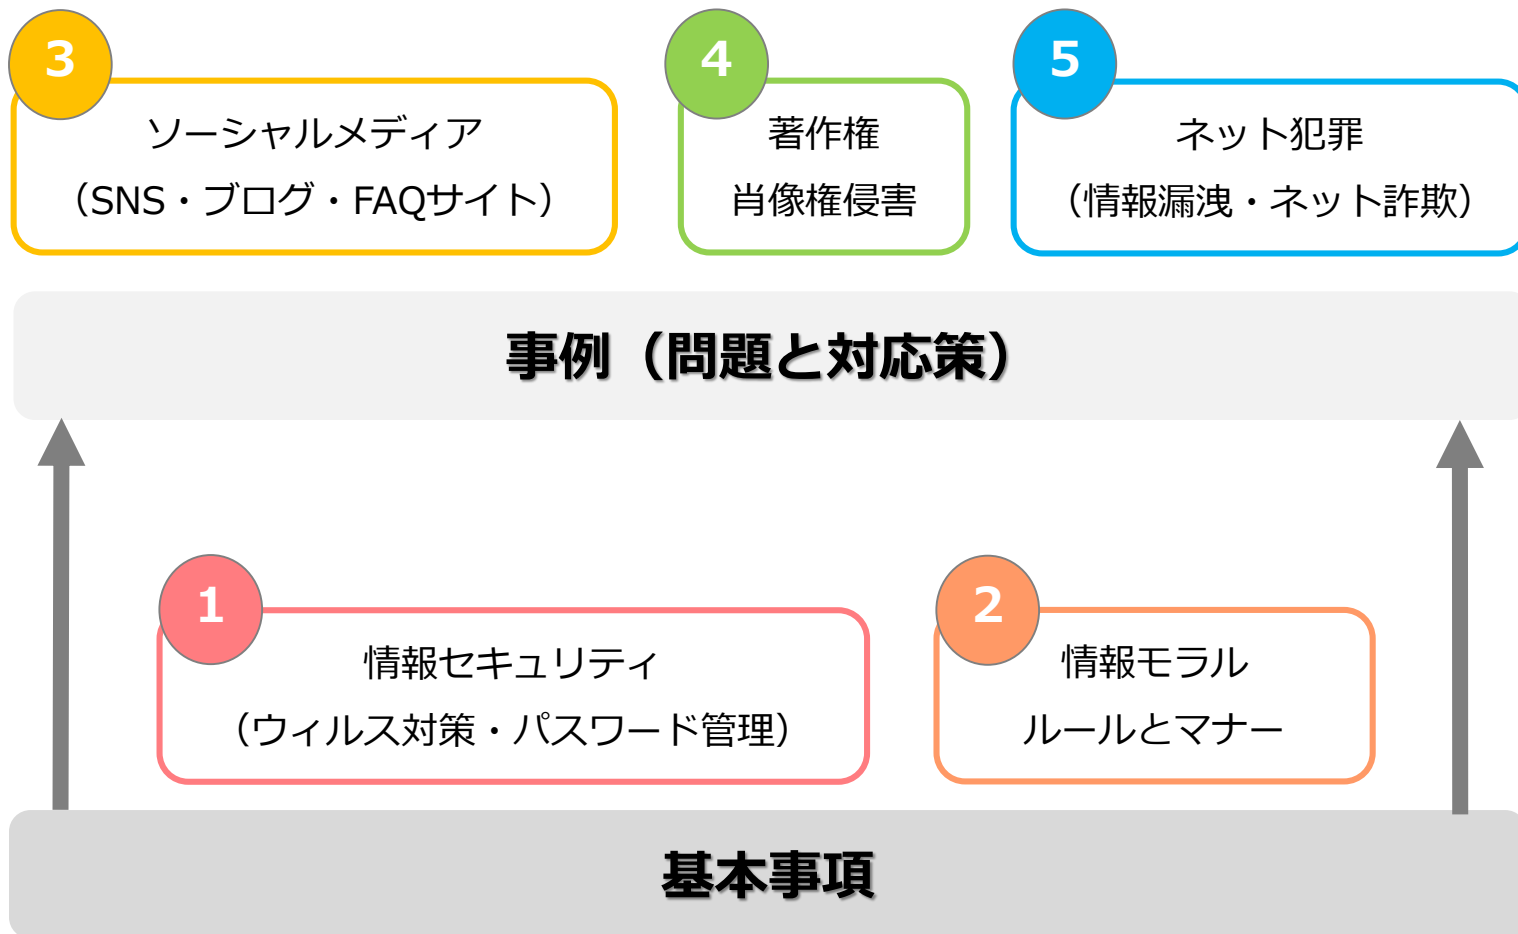 3
ソーシャルメディア
（SNS・ブログ・FAQサイト）
4
著作権
肖像権侵害
5
ネット犯罪
（情報漏洩・ネット詐欺）
事例（問題と対応策）
1
情報セキュリティ
（ウィルス対策・パスワード管理）
2
情報モラル
ルールとマナー
基本事項